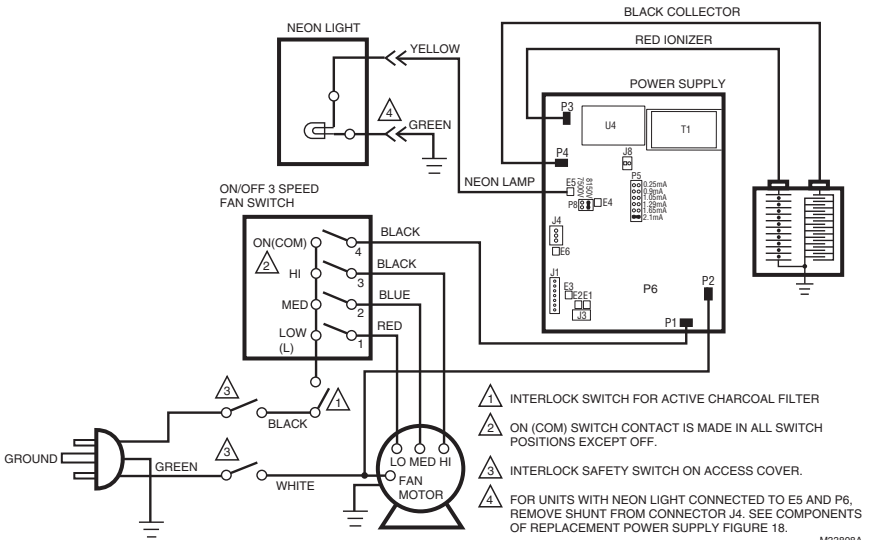 BLACK COLLECTOR
NEON LIGHT
RED IONIZER
YELLOW
POWER SUPPLY
P3
U4
T1
4
GREEN
P4
J8
P5
ON/OFF 3 SPEED
FAN SWITCH
NEON LAMP
E5
7500V
8150V
0.25mA
0.9mA
1.05mA
1.29mA
1.65mA
2.1mA
P8
E4
J4
BLACK
ON(COM)
4
2
E6
HI
BLACK
3
J1
P2
MED
BLUE
2
E3
P6
E2E1
LOW
(L)
RED
1
J3
P1
3
1
BLACK
1 INTERLOCK SWITCH FOR ACTIVE CHARCOAL FILTER
2 ON (COM) SWITCH CONTACT IS MADE IN ALL SWITCH
POSITIONS EXCEPT OFF.
GROUND
3
GREEN
WHITE
LO MED HI
FAN
MOTOR
3 INTERLOCK SAFETY SWITCH ON ACCESS COVER.
4 FOR UNITS WITH NEON LIGHT CONNECTED TO E5 AND P6,
REMOVE SHUNT FROM CONNECTOR J4. SEE COMPONENTS
OF REPLACEMENT POWER SUPPLY FIGURE 18.